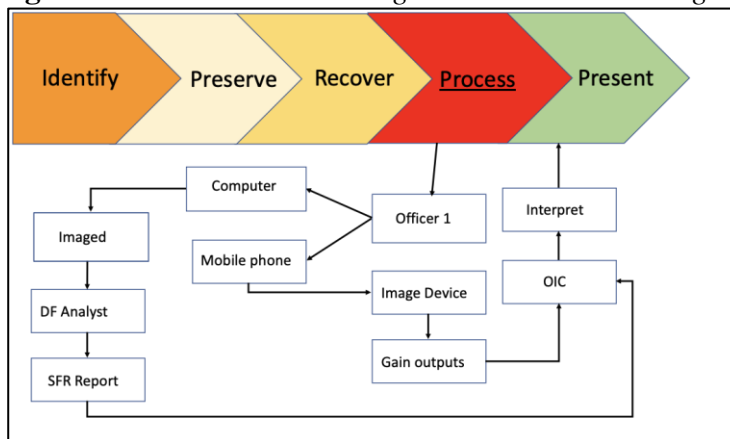 Identify
Preserve
Recover
Process
Present
Computer
Officer 1
Interpret
Imaged
Mobile phone
OIC
Image Device
DF Analyst
Gain outputs
SFR Report